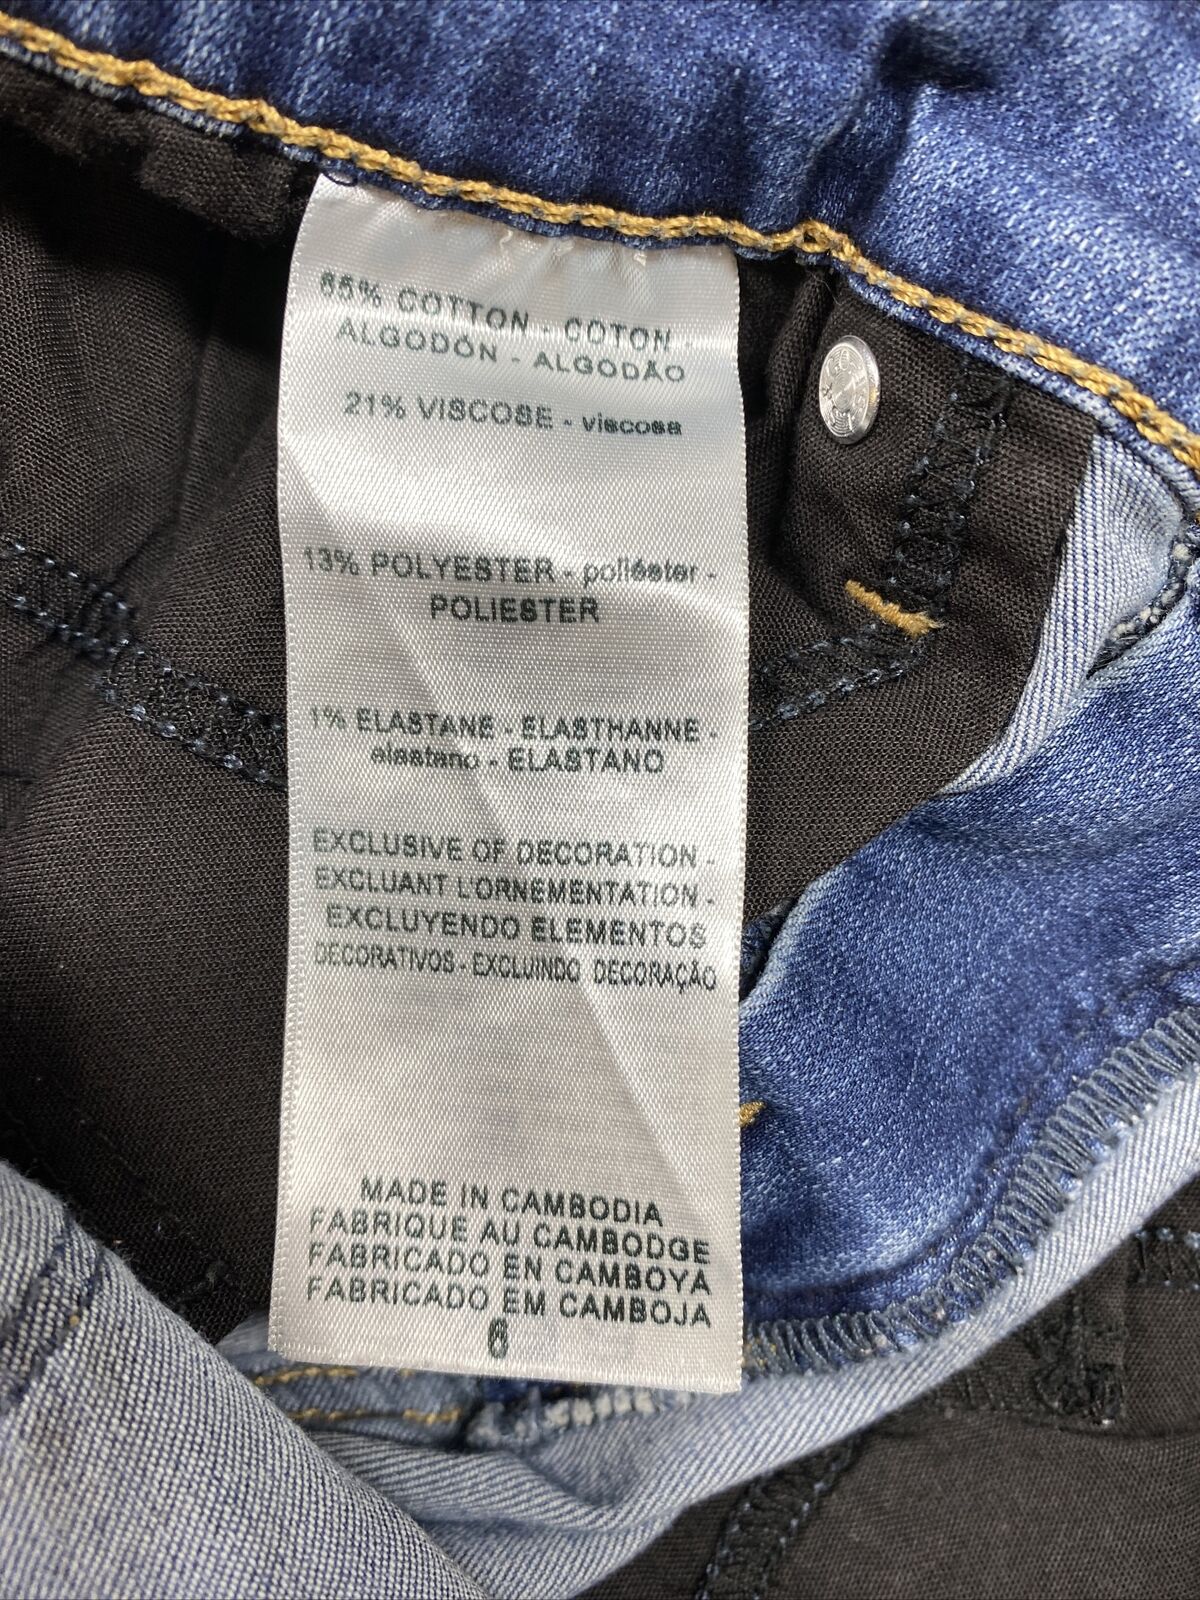 65% COTTON - COTON -
ALGODÓN - ALGODÃO
21% VISCOSE - viscosa
13% POLYESTER - poliéster -
POLIESTER
1% ELASTANE - ELASTHANNE -
elastano - ELASTANO
EXCLUSIVE OF DECORATION -
EXCLUANT L'ORNEMENTATION -
EXCLUYENDO ELEMENTOS
DECORATIVOS - EXCLUINDO DECORAÇÃO
MADE IN CAMBODIA
FABRIQUE AU CAMBODGE
FABRICADO EN CAMBOYA
FABRICADO EM CAMBOJA
6